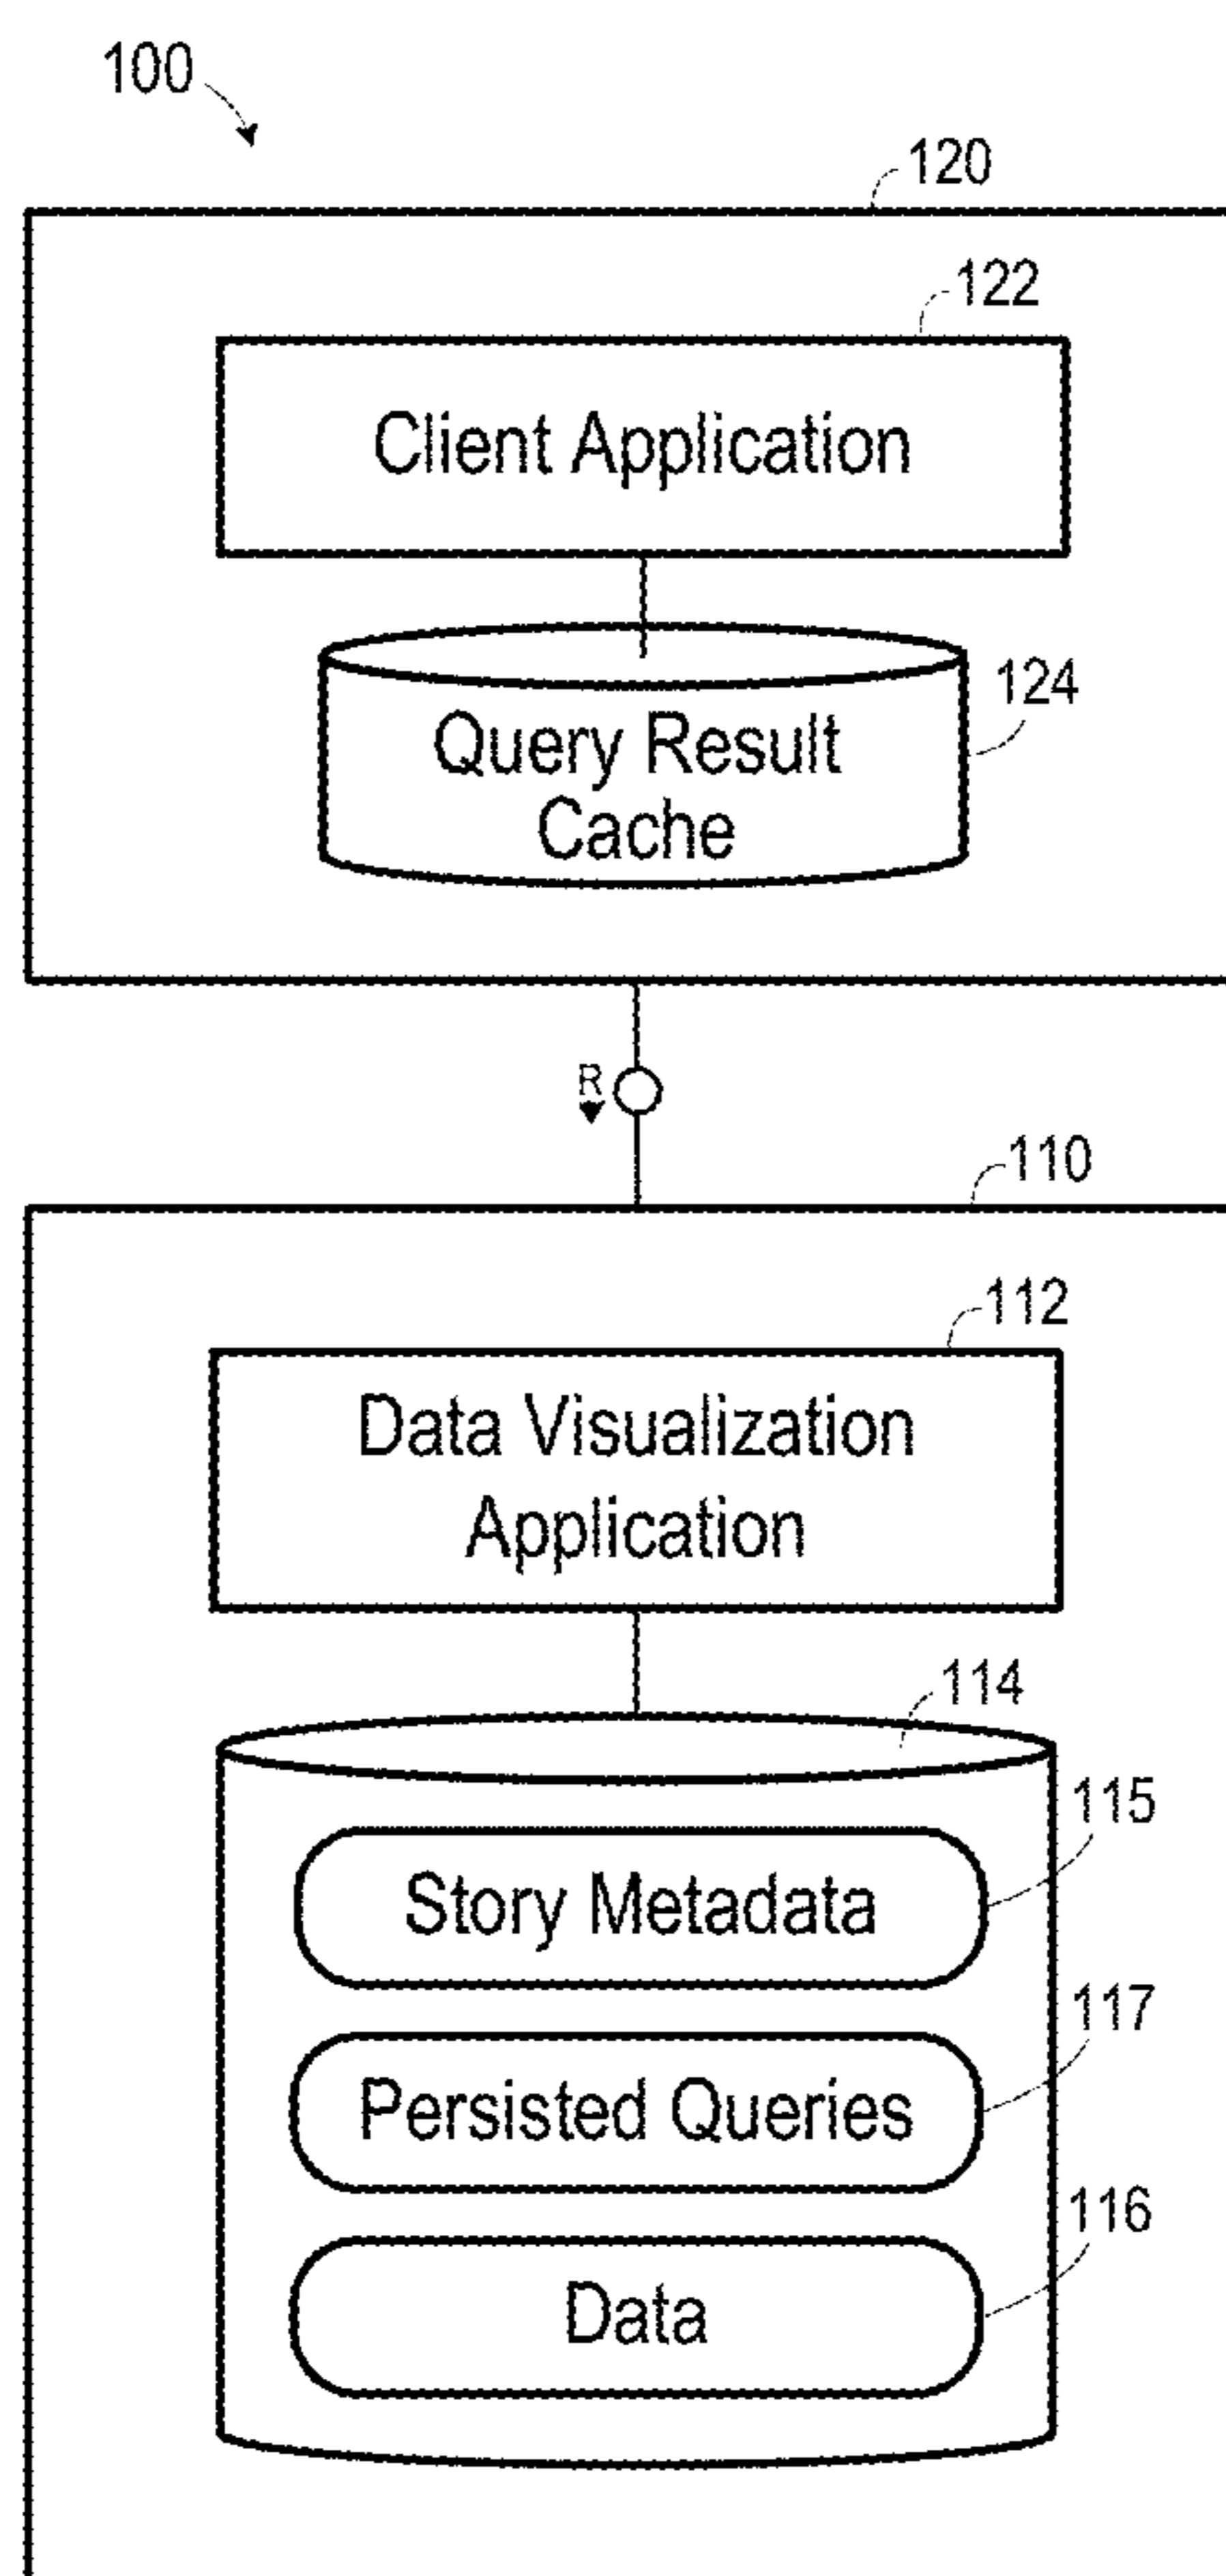 100
120
122
Client Application
124
Query Result
Cache
R
110
112
Data Visualization
Application
114
115
Story Metadata
117
Persisted Queries
116
Data